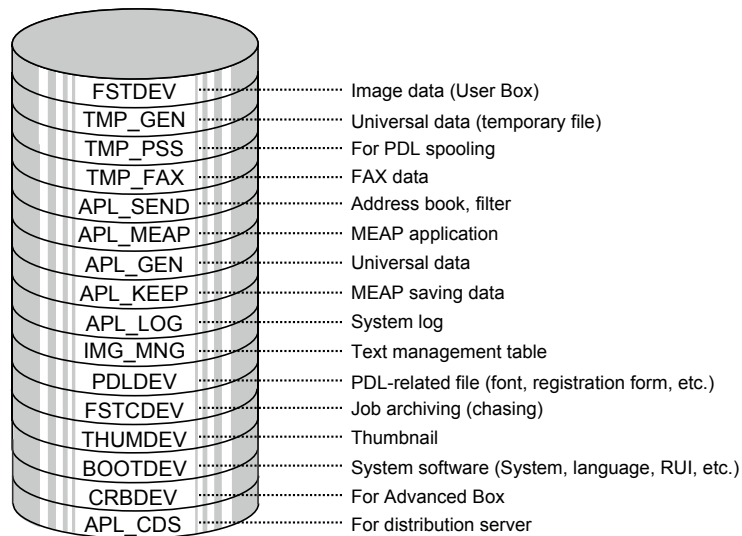 FSTDEV Image data (User Box)
TMP_GEN Universal data (temporary file)
TMP_PSS For PDL spooling
TMP_FAX FAX data
APL_SEND Address book, filter
APL_MEAP MEAP application
APL_GEN Universal data
APL_KEEP MEAP saving data
APL_LOG System log
IMG_MNG Text management table
PDLDEV PDL-related file (font, registration form, etc.)
FSTCDEV Job archiving (chasing)
THUMDEV Thumbnail
BOOTDEV System software (System, language, RUI, etc.)
CRBDEV For Advanced Box
APL_CDS For distribution server